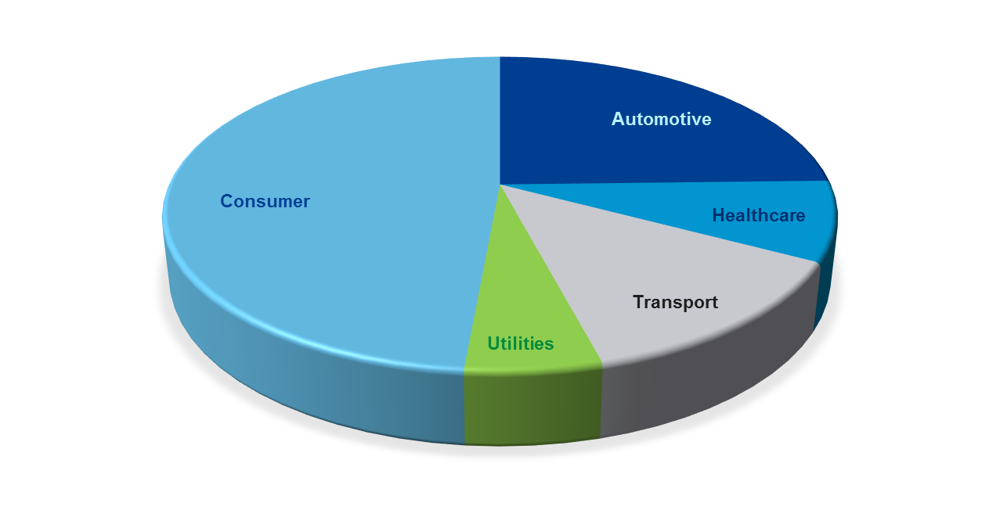 Automotive
Consumer
Healthcare
Transport
Utilities